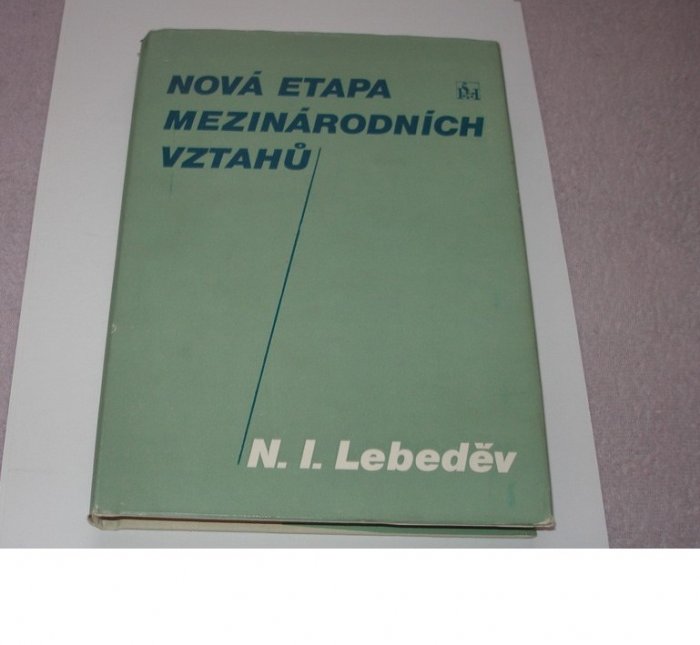 NOVÁ ETAPA
MEZINÁRODNÍCH
VZTAHŮ
N. I. Lebeděv